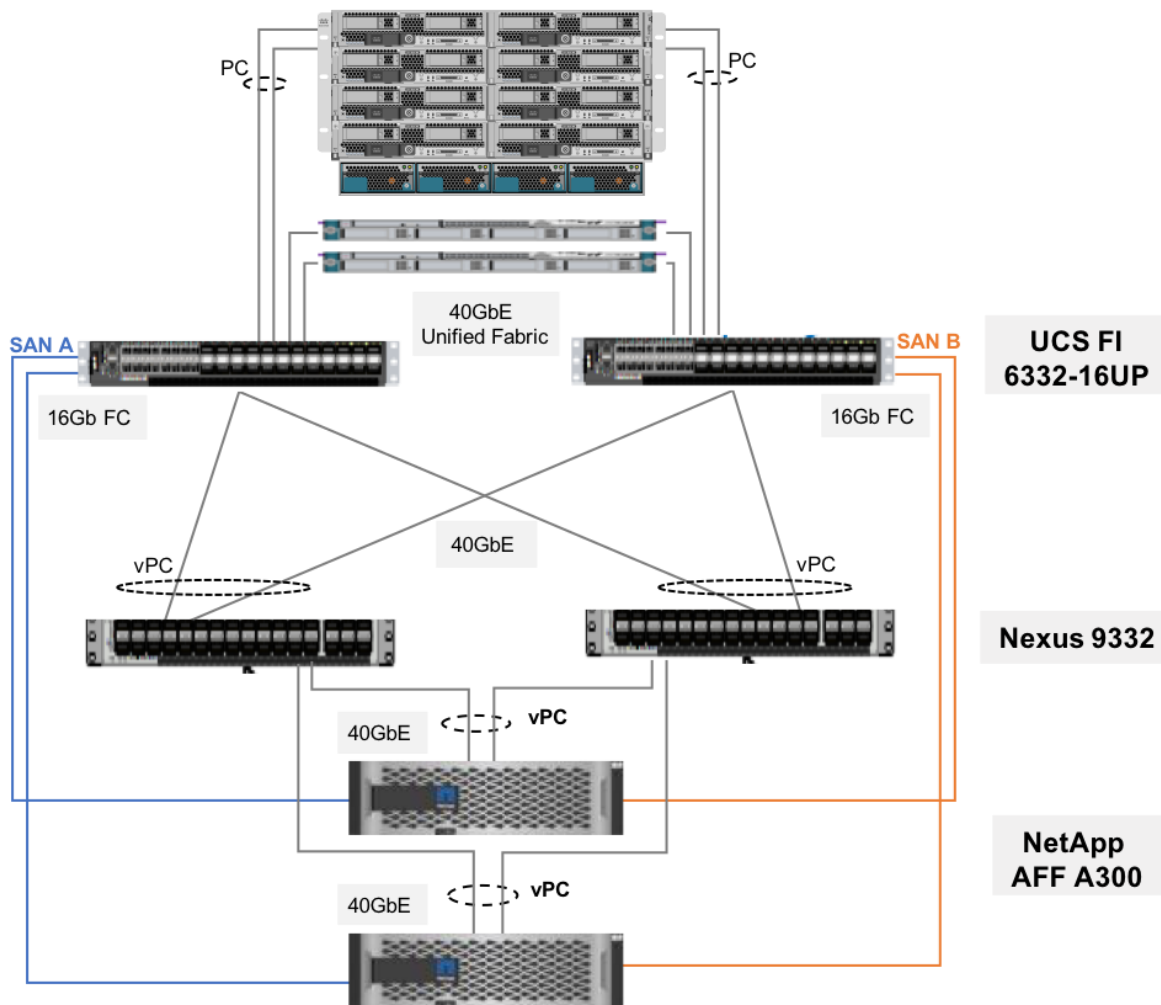 PC
PC
40GbE
Unified Fabric
SAN A
SAN B
UCS FI
6332-16UP
16Gb FC
16Gb FC
40GbE
vPC
vPC
Nexus 9332
vPC
40GbE
NetApp
AFF A300
vPC
40GbE